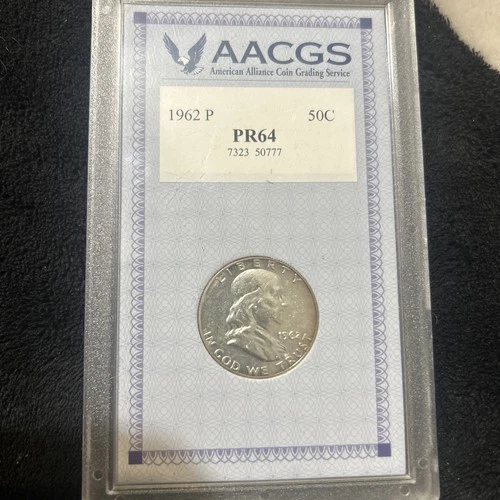 AACGS
American Alliance Coin Grading Service
1962 P 50C
PR64
7323 50777
LIBERTY
1962
IN GOD WE TRUST